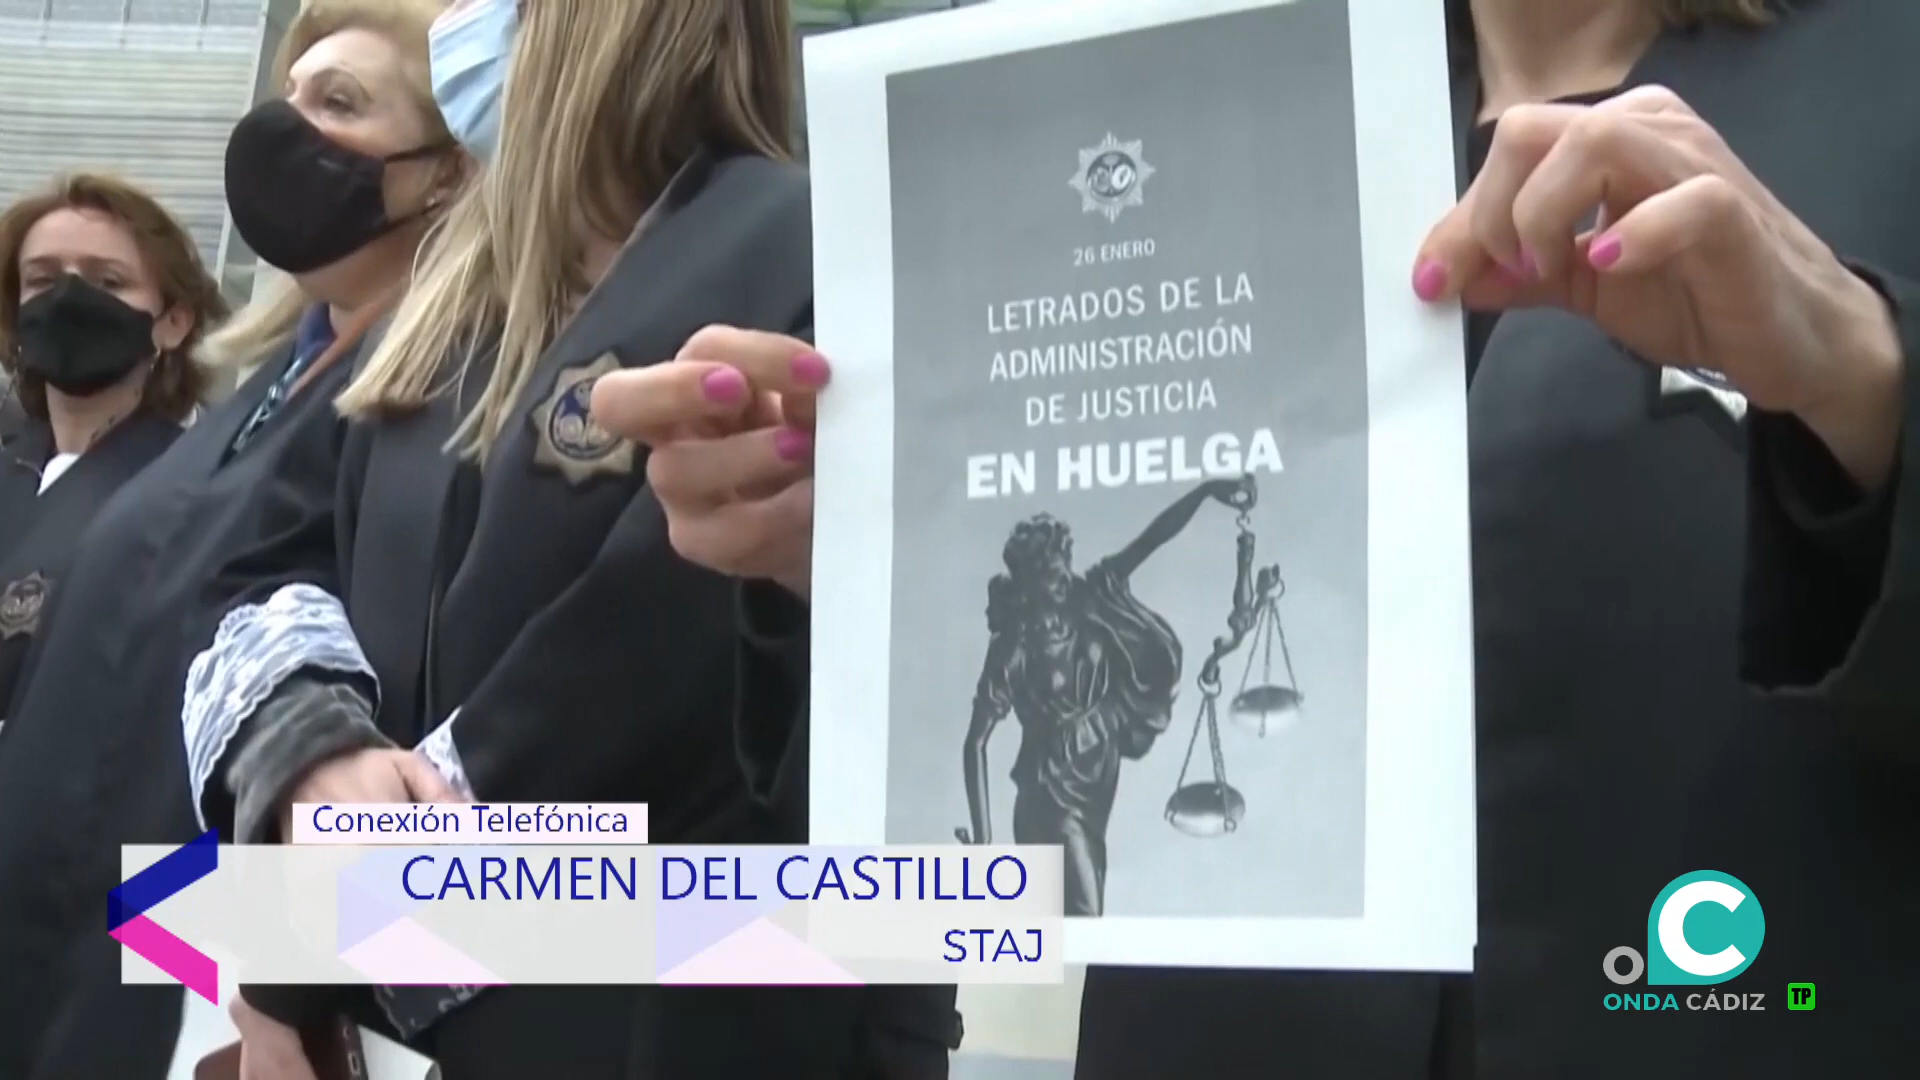 26 ENERO
LETRADOS DE LA
ADMINISTRACIÓN
DE JUSTICIA
EN HUELGA
Conexión Telefónica
CARMEN DEL CASTILLO
STAJ
OC
ONDA CÁDIZ
TP